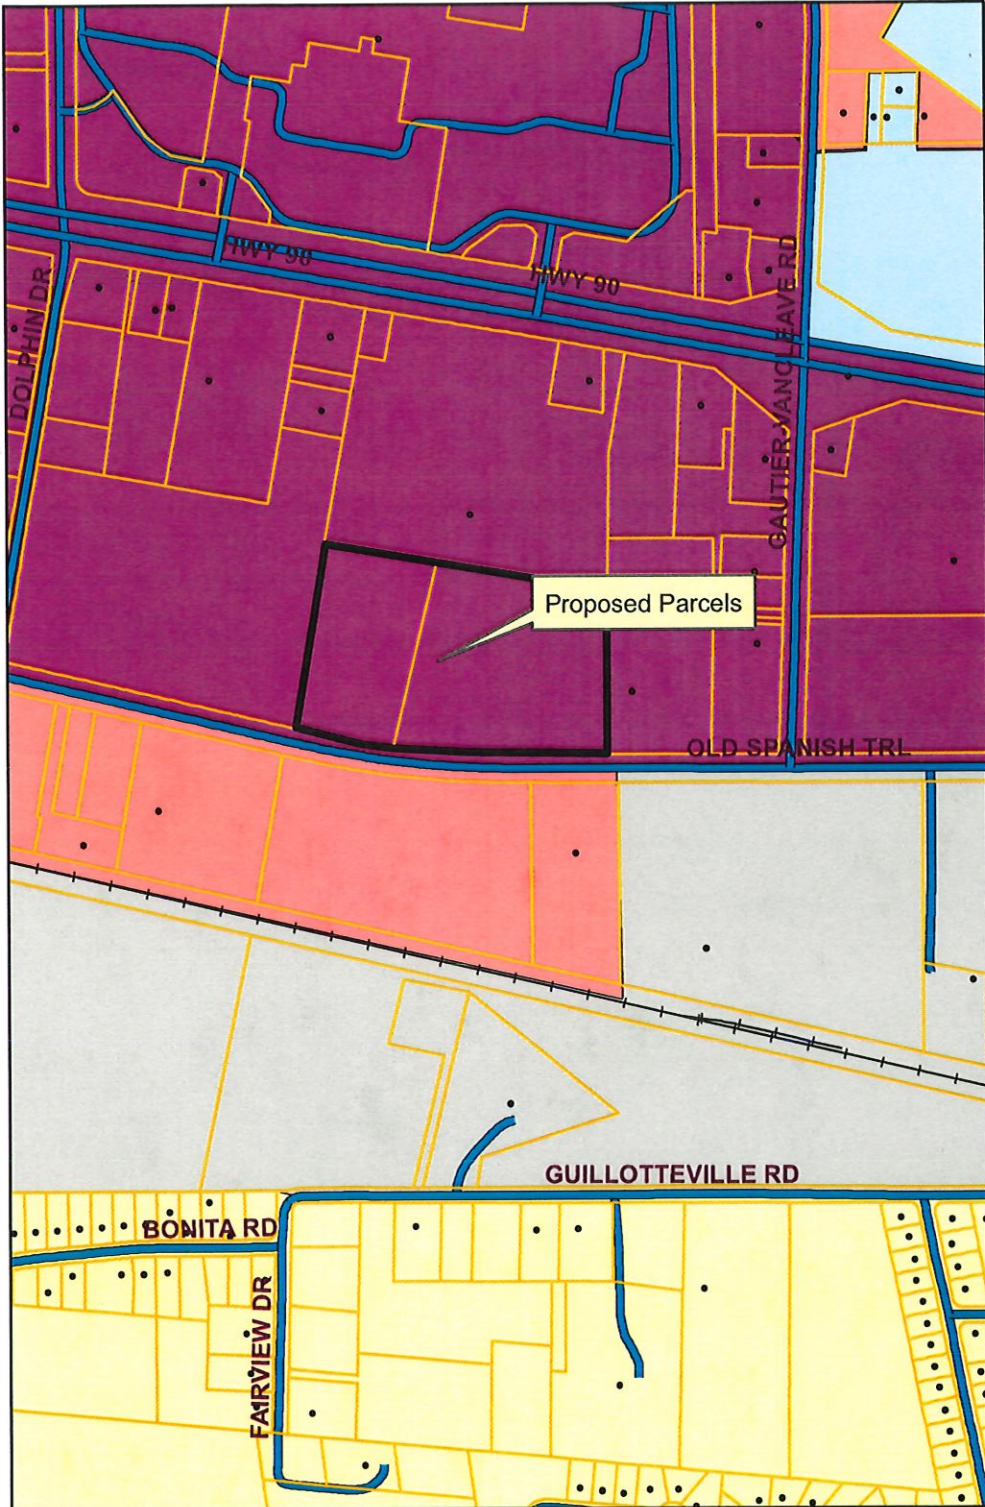 HWY 90
HWY 90
DOLPHIN DR
GAUTIER-VANCLEAVE RD
Proposed Parcels
OLD SPANISH TRL
GUILLOTTEVILLE RD
BONITA RD
FAIRVIEW DR